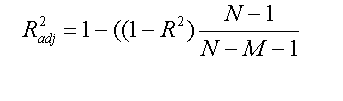 R²adj = 1 − ((1 − R²) (N − 1)/(N − M − 1)